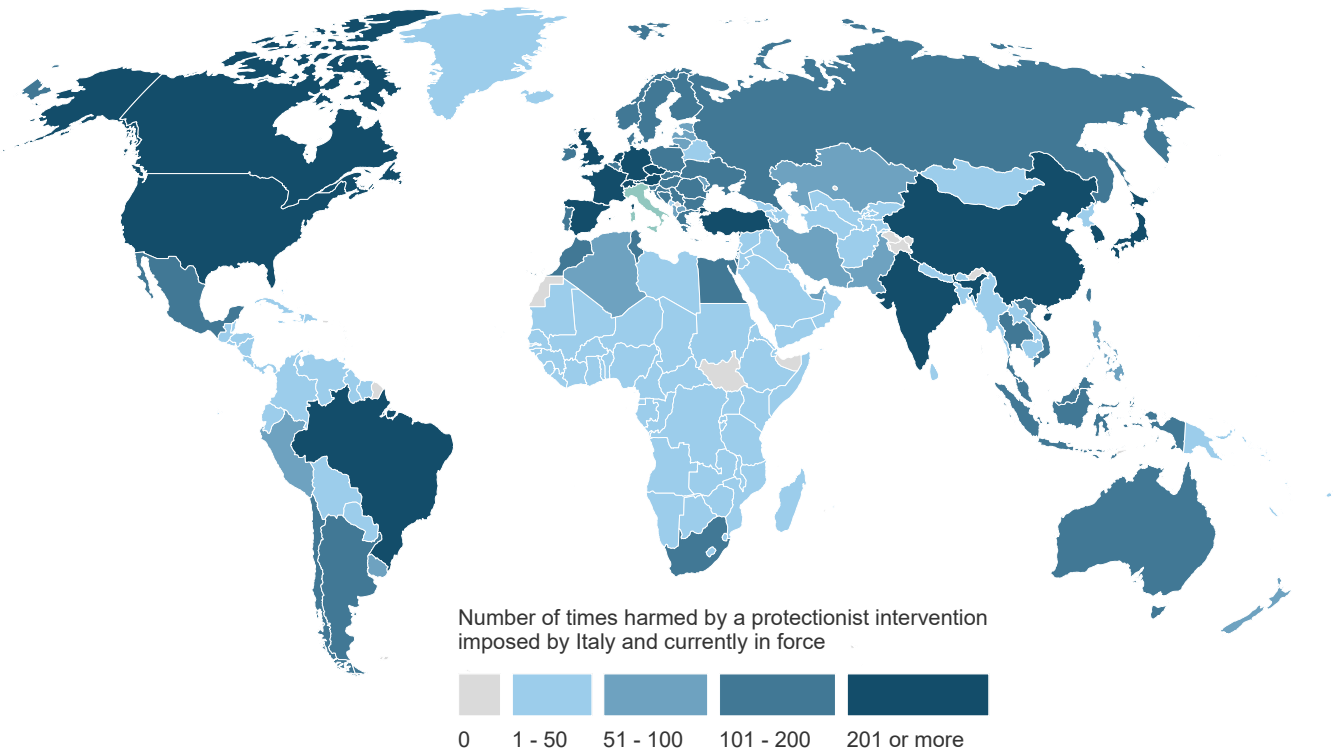 Number of times harmed by a protectionist intervention
imposed by Italy and currently in force
0 1 - 50 51 - 100 101 - 200 201 or more